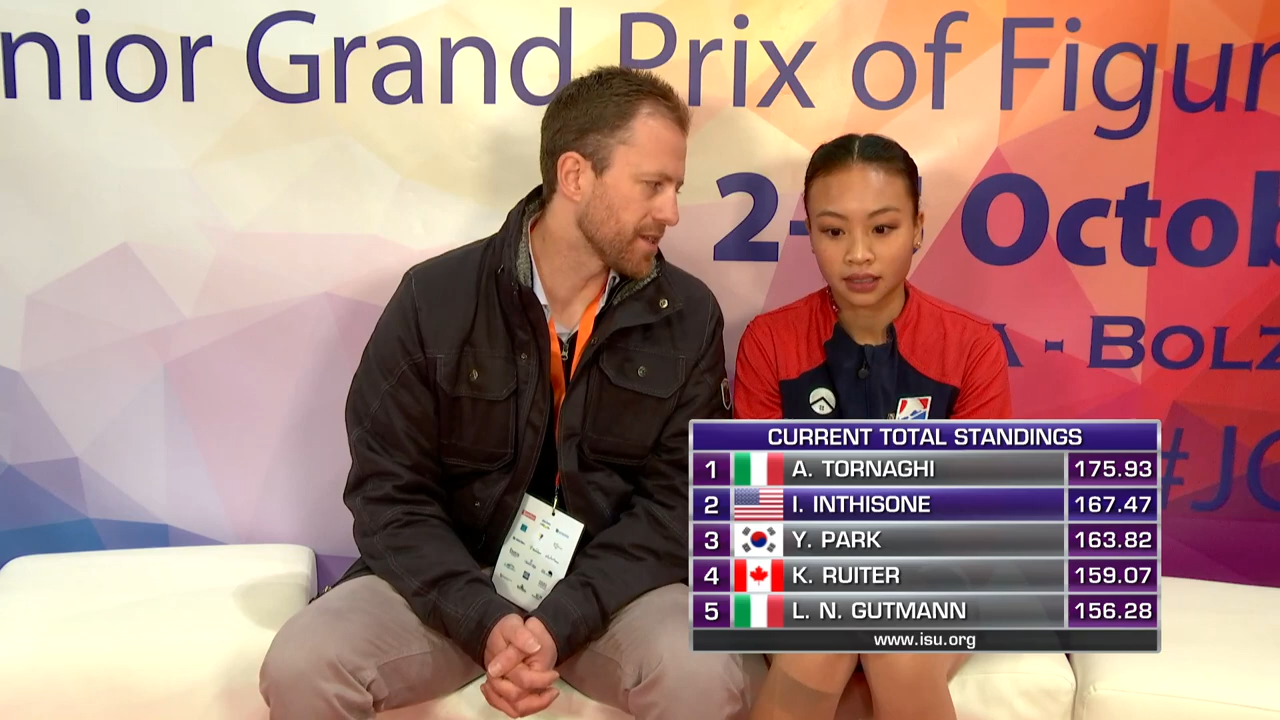 nior Grand Prix of Figur
2- Octob
A - BOLZ
#JG
CURRENT TOTAL STANDINGS
1 A. TORNAGHI 175.93
2 I. INTHISONE 167.47
3 Y. PARK 163.82
4 K. RUITER 159.07
5 L. N. GUTMANN 156.28
www.isu.org